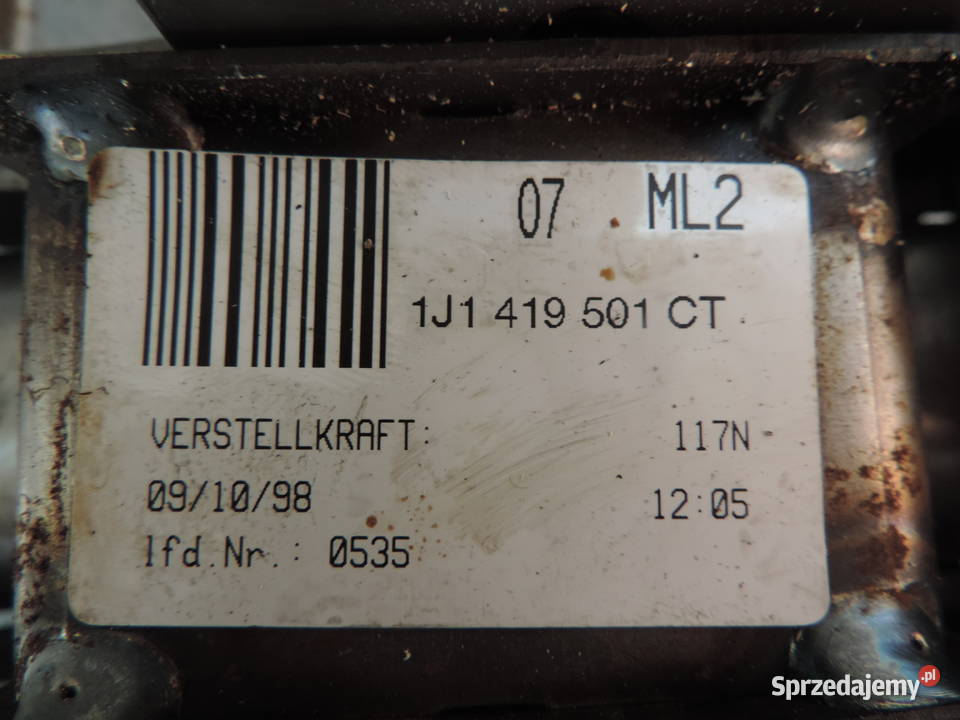 07 ML2
1J1 419 501 CT
VERSTELLKRAFT: 117N
09/10/98 12:05
lfd.Nr.: 0535
Sprzedajemy.pl